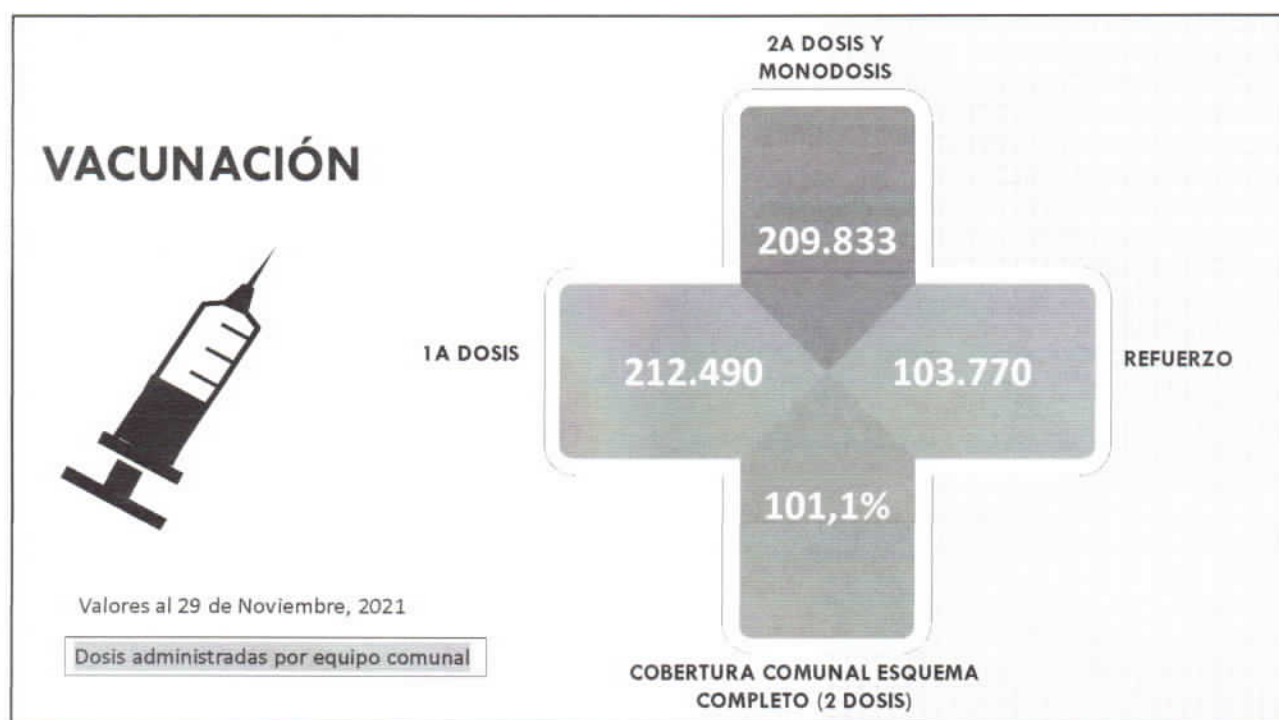 2A DOSIS Y
MONODOSIS
VACUNACIÓN
209.833
1A DOSIS
212.490
103.770
REFUERZO
101,1%
Valores al 29 de Noviembre, 2021
Dosis administradas por equipo comunal
COBERTURA COMUNAL ESQUEMA
COMPLETO (2 DOSIS)